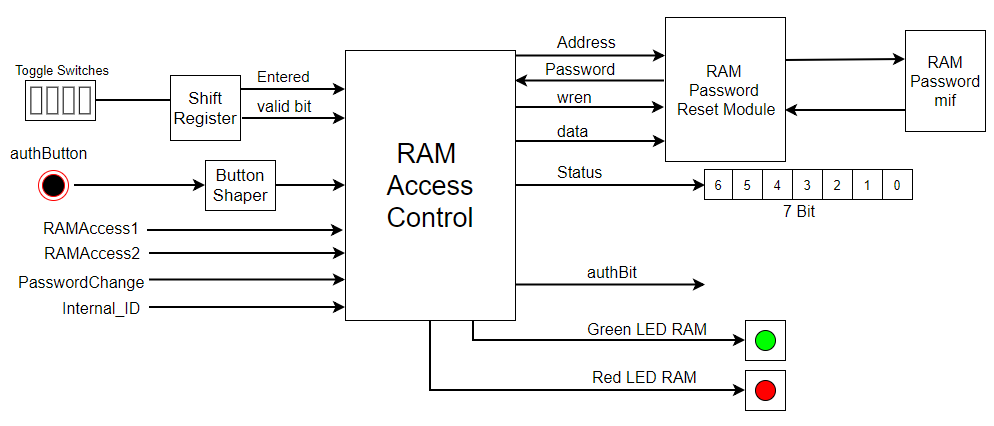 Toggle Switches
Shift
Register
Entered
valid bit
authButton
Button
Shaper
RAMAccess1
RAMAccess2
PasswordChange
Internal_ID
RAM
Access
Control
Address
Password
wren
data
Status
RAM
Password
Reset Module
RAM
Password
mif
6 5 4 3 2 1 0
7 Bit
authBit
Green LED RAM
Red LED RAM